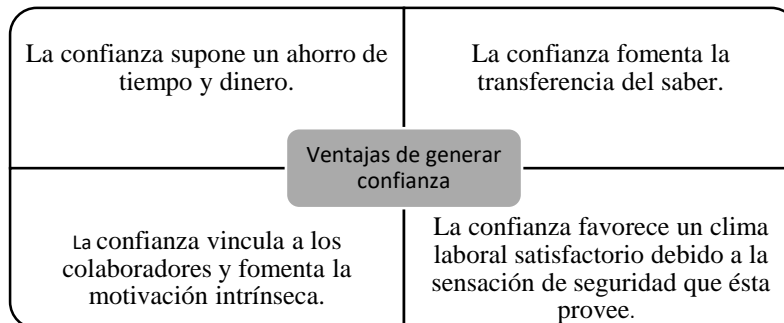 La confianza supone un ahorro de
tiempo y dinero.
La confianza fomenta la
transferencia del saber.
Ventajas de generar
confianza
La confianza vincula a los
colaboradores y fomenta la
motivación intrínseca.
La confianza favorece un clima
laboral satisfactorio debido a la
sensación de seguridad que ésta
provee.